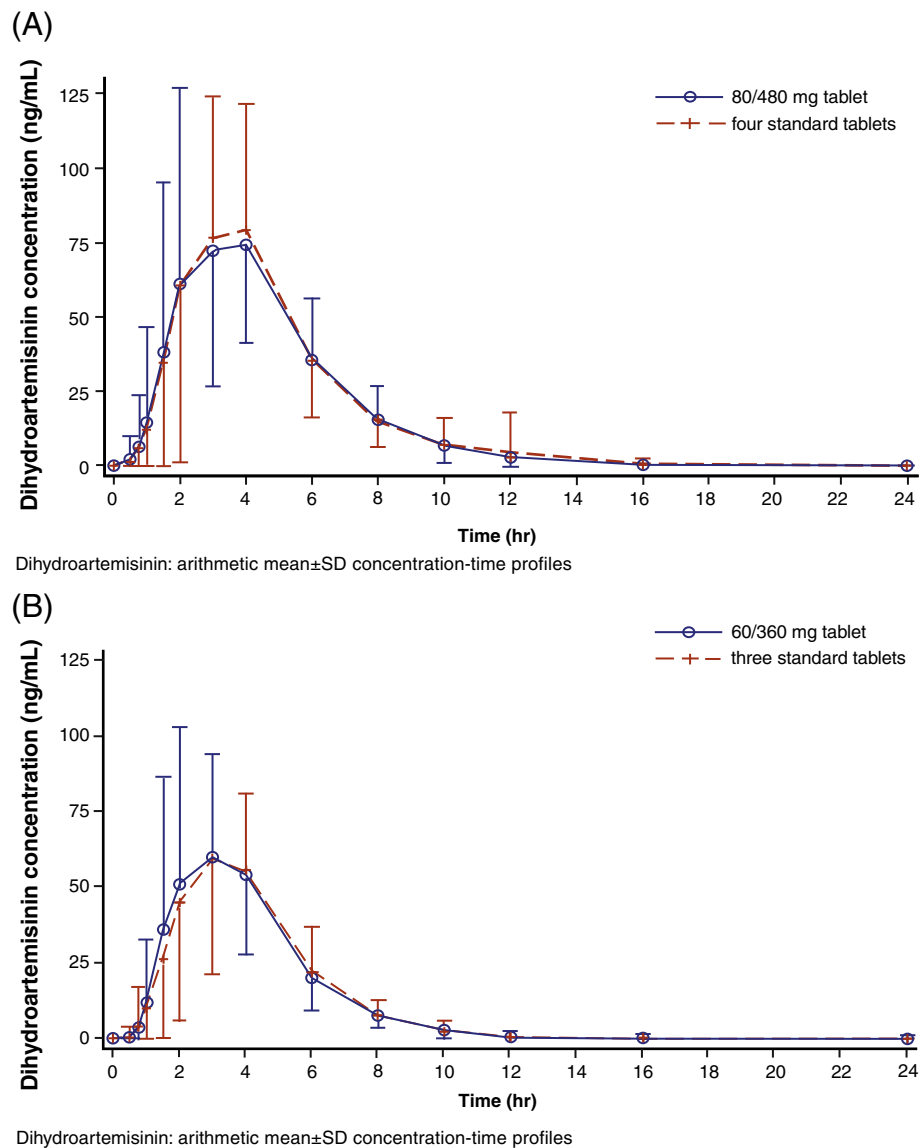 (A)
Dihydroartemisinin concentration (ng/mL)
125
100
75
50
25
0
80/480 mg tablet
four standard tablets
0 2 4 6 8 10 12 14 16 18 20 22 24
Time (hr)
Dihydroartemisinin: arithmetic mean±SD concentration-time profiles
(B)
Dihydroartemisinin concentration (ng/mL)
125
100
75
50
25
0
60/360 mg tablet
three standard tablets
0 2 4 6 8 10 12 14 16 18 20 22 24
Time (hr)
Dihydroartemisinin: arithmetic mean±SD concentration-time profiles